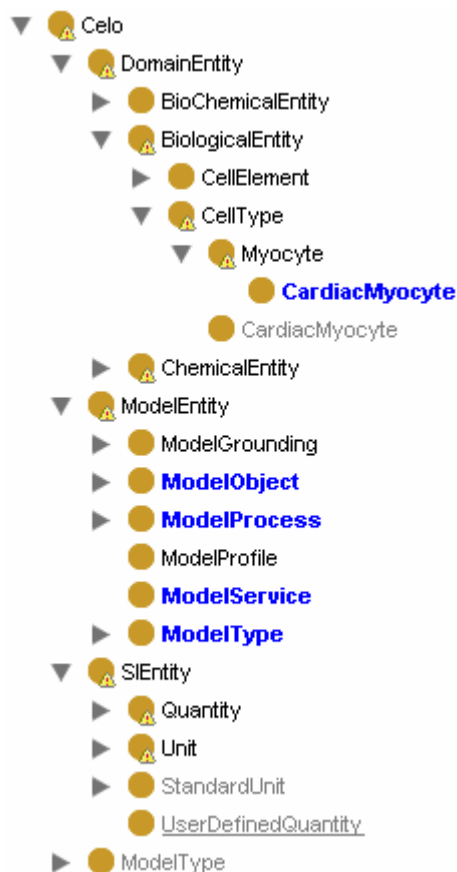 Celo
DomainEntity
BioChemicalEntity
BiologicalEntity
CellElement
CellType
Myocyte
CardiacMyocyte
CardiacMyocyte
ChemicalEntity
ModelEntity
ModelGrounding
ModelObject
ModelProcess
ModelProfile
ModelService
ModelType
SIEntity
Quantity
Unit
StandardUnit
UserDefinedQuantity
ModelType